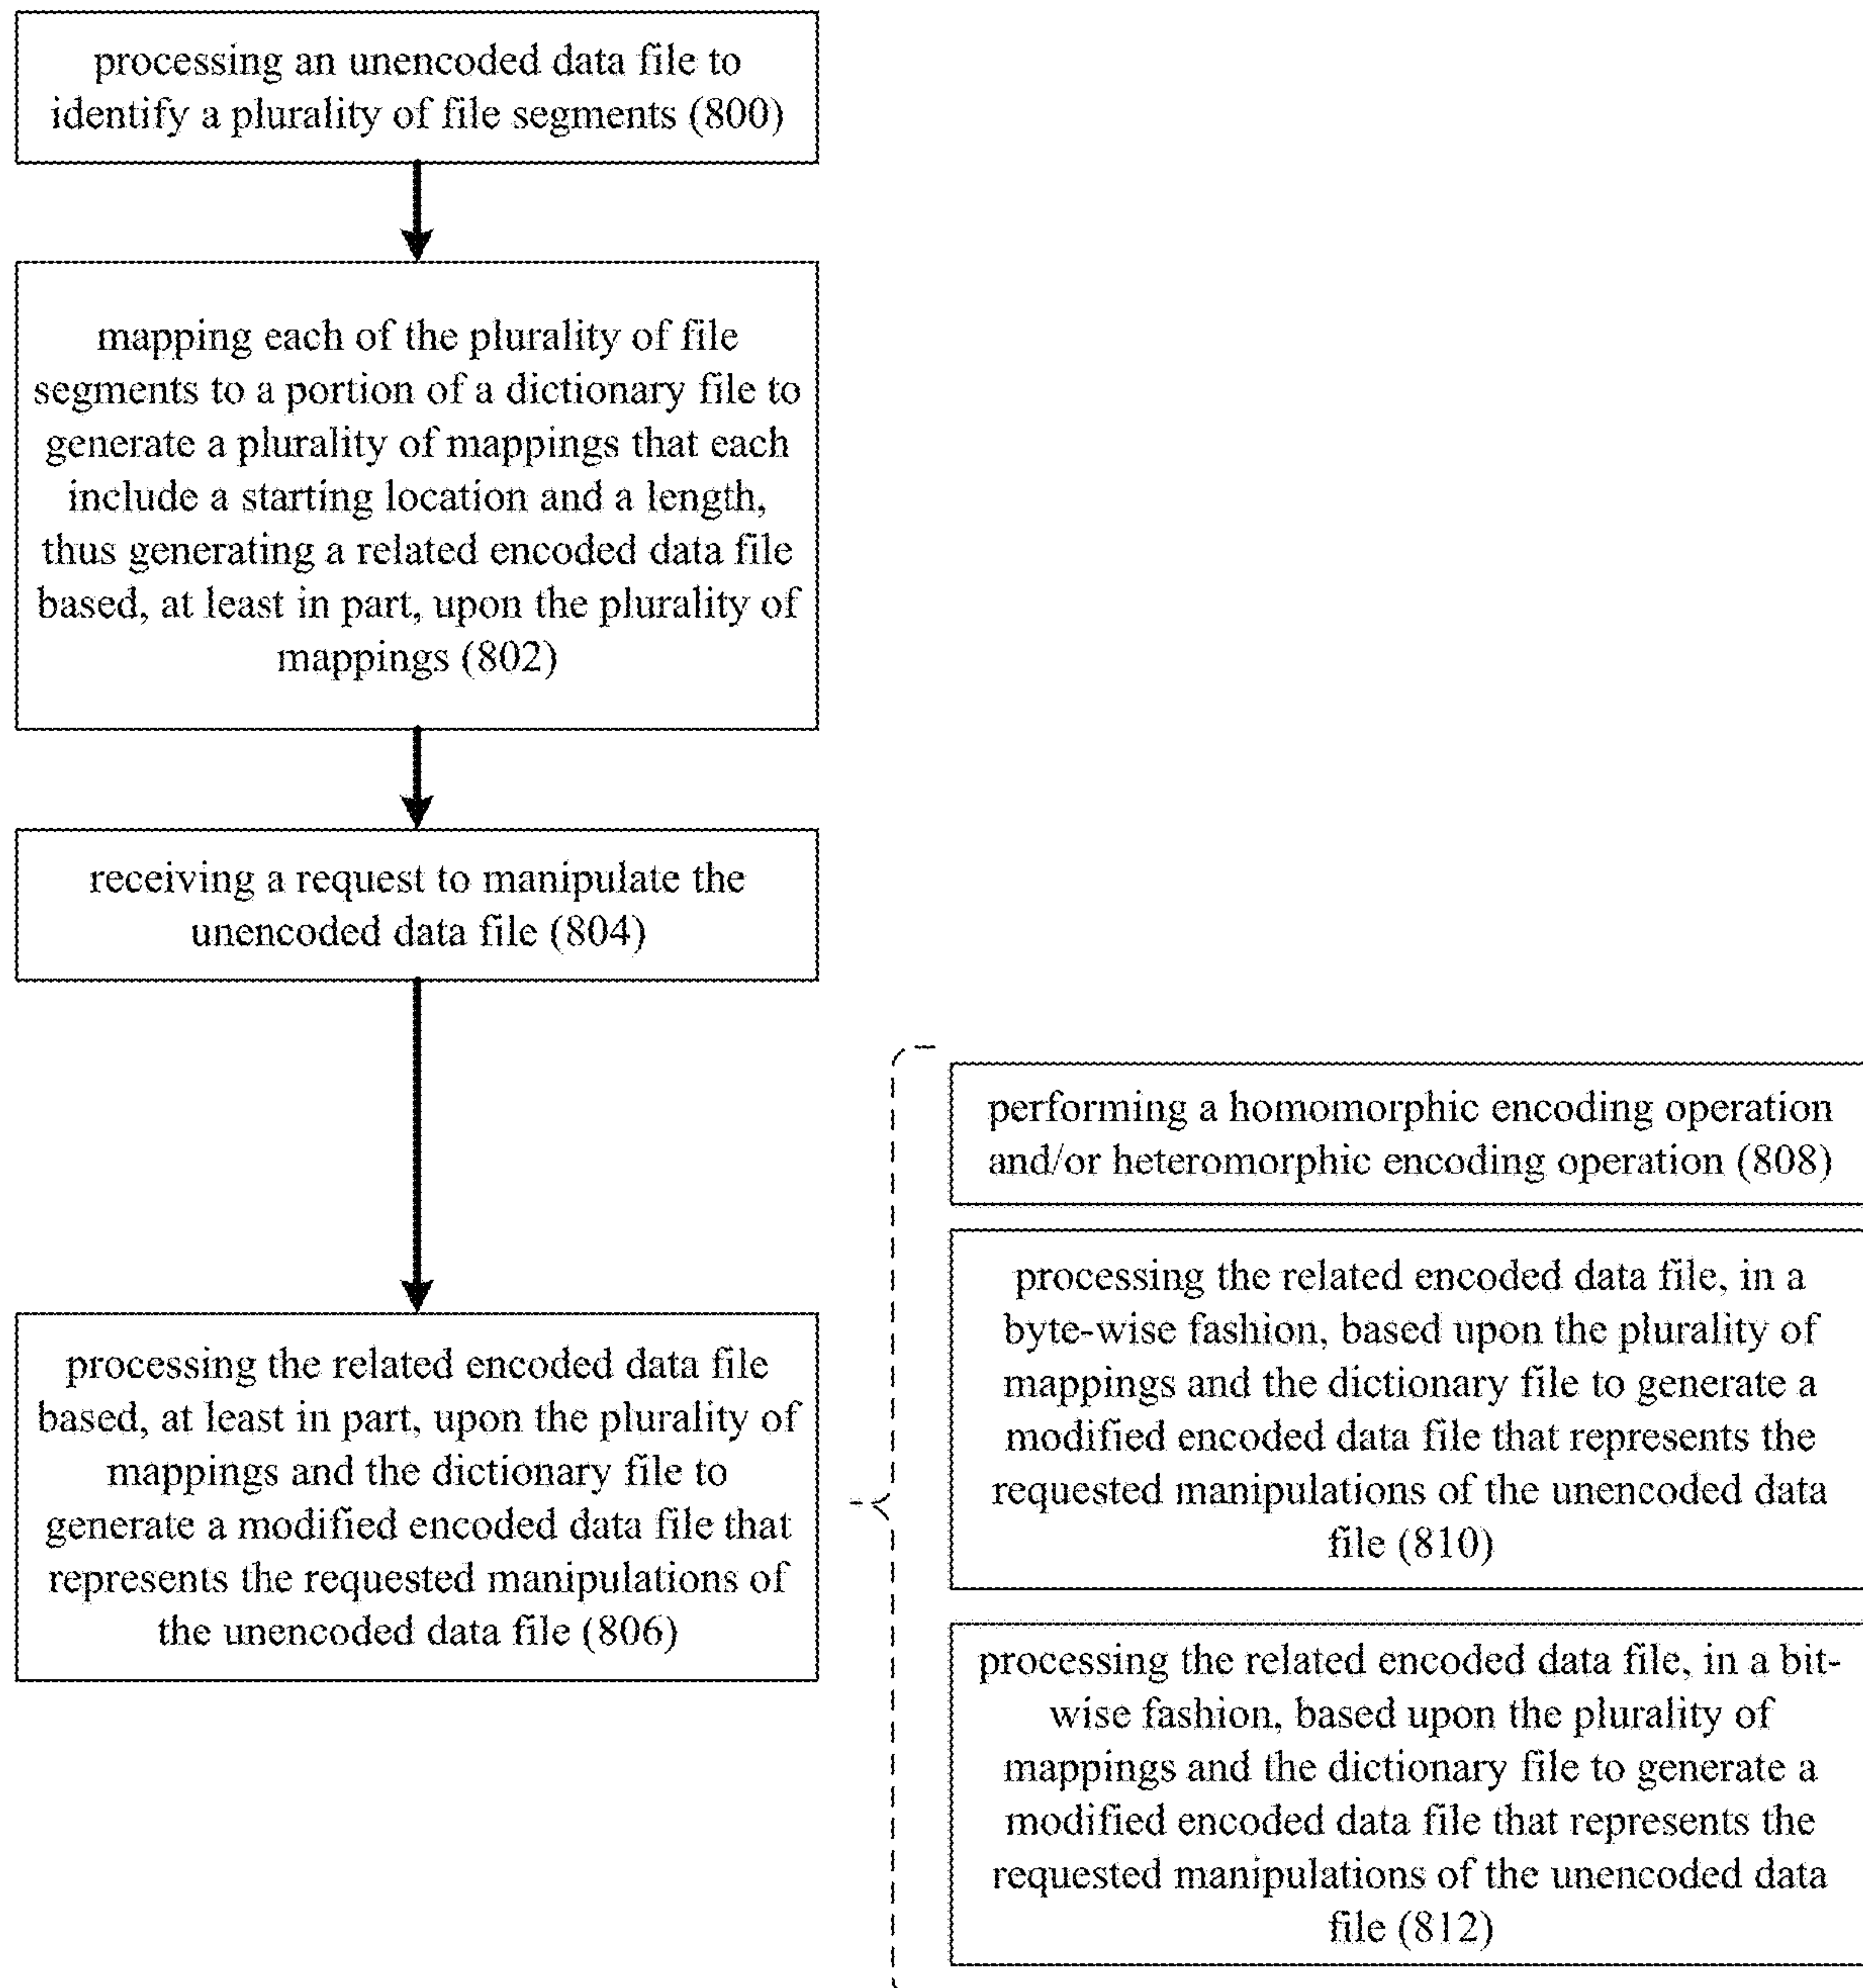 processing an unencoded data file to
identify a plurality of file segments (800)
mapping each of the plurality of file
segments to a portion of a dictionary file to
generate a plurality of mappings that each
include a starting location and a length,
thus generating a related encoded data file
based, at least in part, upon the plurality of
mappings (802)
receiving a request to manipulate the
unencoded data file (804)
processing the related encoded data file
based, at least in part, upon the plurality of
mappings and the dictionary file to
generate a modified encoded data file that
represents the requested manipulations of
the unencoded data file (806)
performing a homomorphic encoding operation
and/or heteromorphic encoding operation (808)
processing the related encoded data file, in a
byte-wise fashion, based upon the plurality of
mappings and the dictionary file to generate a
modified encoded data file that represents the
requested manipulations of the unencoded data
file (810)
processing the related encoded data file, in a bit-
wise fashion, based upon the plurality of
mappings and the dictionary file to generate a
modified encoded data file that represents the
requested manipulations of the unencoded data
file (812)